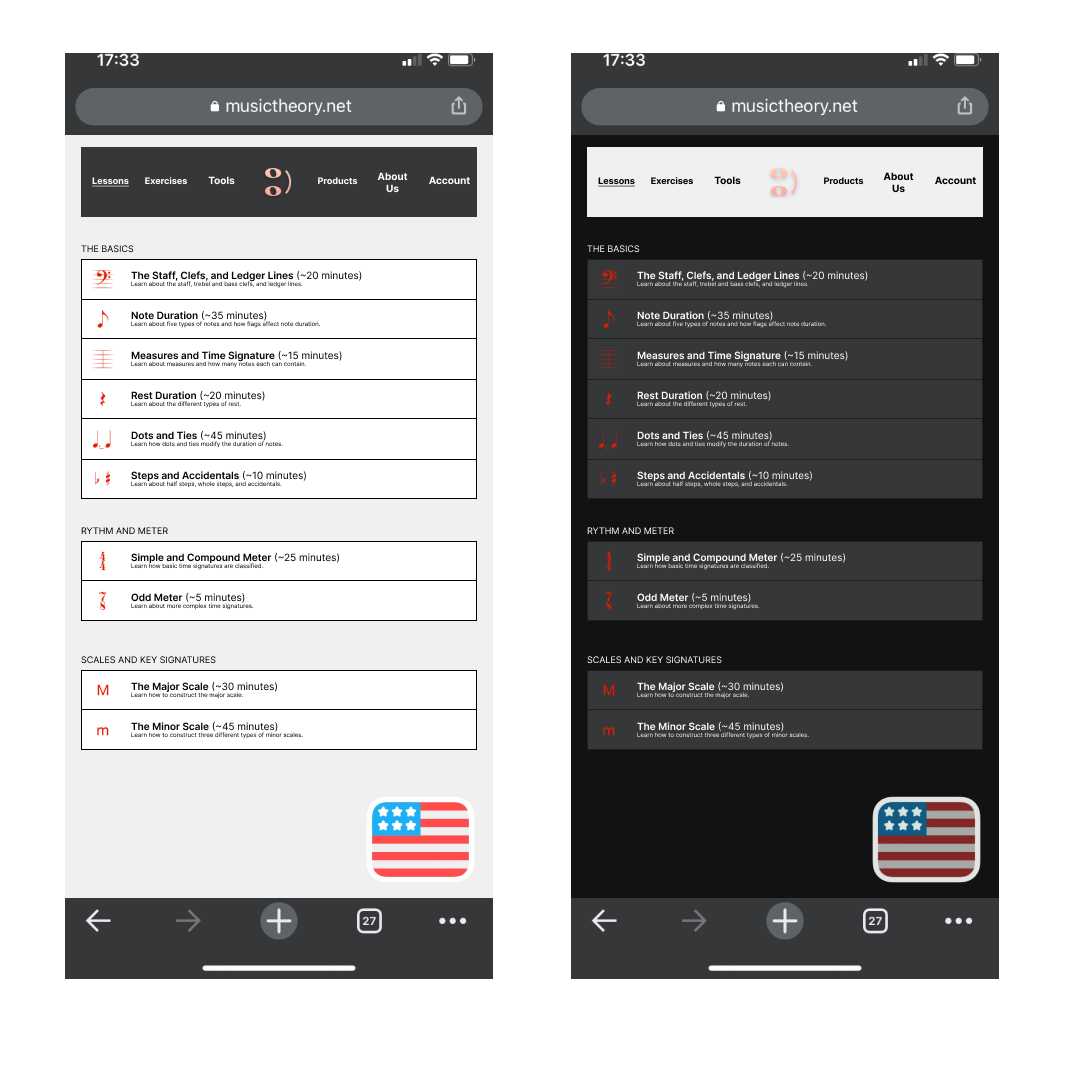 17:33
musictheory.net
Lessons Exercises Tools Products About Us Account
THE BASICS
The Staff, Clefs, and Ledger Lines (~20 minutes)
Learn about the staff, trebel and bass clefs, and ledger lines.
Note Duration (~35 minutes)
Learn about five types of notes and how flags affect note duration.
Measures and Time Signature (~15 minutes)
Learn about measures and how many notes each can contain.
Rest Duration (~20 minutes)
Learn about the different types of rest.
Dots and Ties (~45 minutes)
Learn how dots and ties modify the duration of notes.
Steps and Accidentals (~10 minutes)
Learn about half steps, whole steps, and accidentals.
RYTHM AND METER
4
4
Simple and Compound Meter (~25 minutes)
Learn how basic time signatures are classified.
7
8
Odd Meter (~5 minutes)
Learn about more complex time signatures.
SCALES AND KEY SIGNATURES
M
The Major Scale (~30 minutes)
Learn how to construct the major scale.
m
The Minor Scale (~45 minutes)
Learn how to construct three different types of minor scales.
27
17:33
musictheory.net
Lessons Exercises Tools Products About Us Account
THE BASICS
The Staff, Clefs, and Ledger Lines (~20 minutes)
Learn about the staff, trebel and bass clefs, and ledger lines.
Note Duration (~35 minutes)
Learn about five types of notes and how flags affect note duration.
Measures and Time Signature (~15 minutes)
Learn about measures and how many notes each can contain.
Rest Duration (~20 minutes)
Learn about the different types of rest.
Dots and Ties (~45 minutes)
Learn how dots and ties modify the duration of notes.
Steps and Accidentals (~10 minutes)
Learn about half steps, whole steps, and accidentals.
RYTHM AND METER
4
4
Simple and Compound Meter (~25 minutes)
Learn how basic time signatures are classified.
7
8
Odd Meter (~5 minutes)
Learn about more complex time signatures.
SCALES AND KEY SIGNATURES
M
The Major Scale (~30 minutes)
Learn how to construct the major scale.
m
The Minor Scale (~45 minutes)
Learn how to construct three different types of minor scales.
27